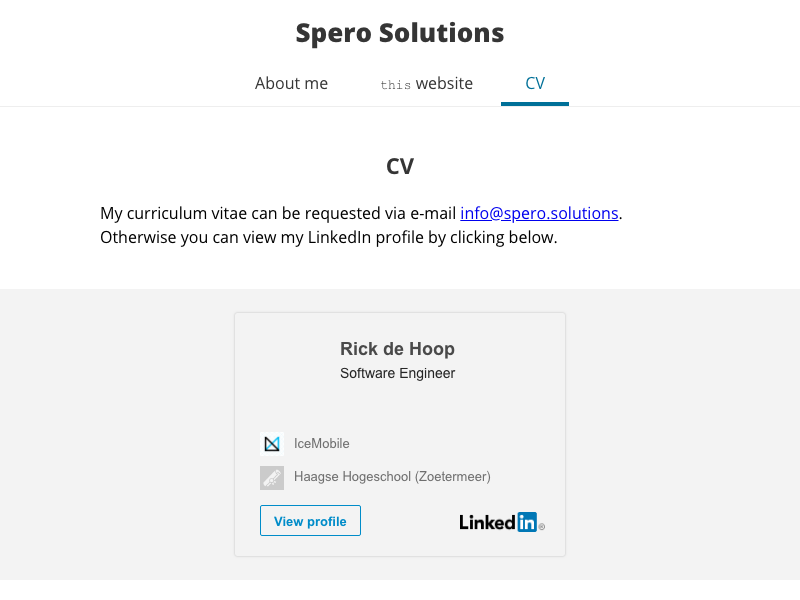 Spero Solutions
About me
this website
CV
CV
My curriculum vitae can be requested via e-mail info@spero.solutions.
Otherwise you can view my LinkedIn profile by clicking below.
Rick de Hoop
Software Engineer
IceMobile
Haagse Hogeschool (Zoetermeer)
View profile
Linked in ®